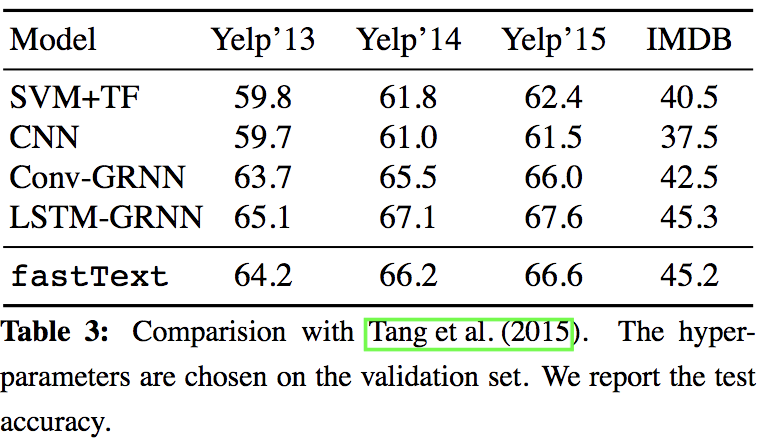 Model Yelp’13 Yelp’14 Yelp’15 IMDB
SVM+TF 59.8 61.8 62.4 40.5
CNN 59.7 61.0 61.5 37.5
Conv-GRNN 63.7 65.5 66.0 42.5
LSTM-GRNN 65.1 67.1 67.6 45.3
fastText 64.2 66.2 66.6 45.2
Table 3: Comparision with Tang et al. (2015). The hyper-
parameters are chosen on the validation set. We report the test
accuracy.